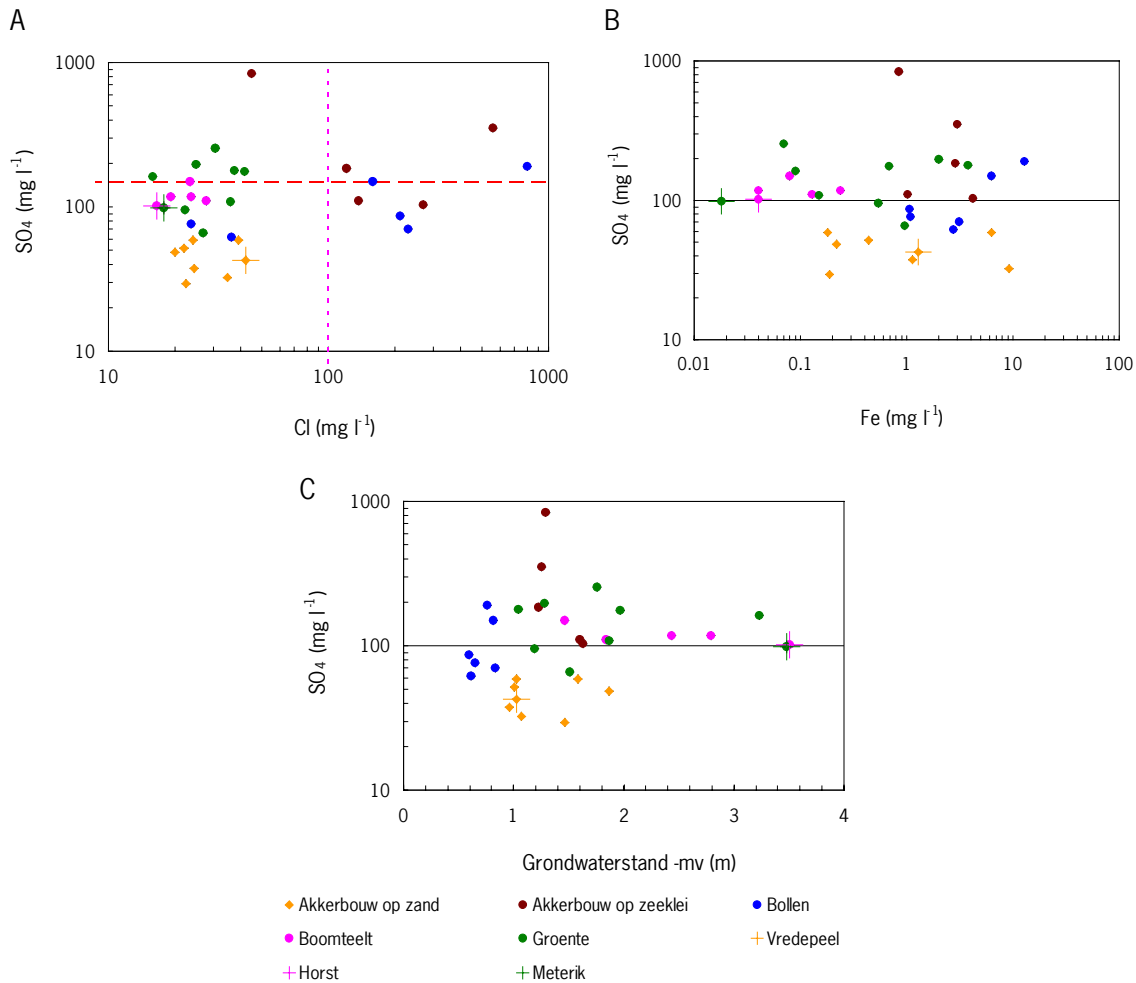 A
1000
100
10
SO4 (mg l-1)
10 100 1000
Cl (mg l-1)
B
1000
100
10
SO4 (mg l-1)
0.01 0.1 1 10 100
Fe (mg l-1)
C
1000
100
10
SO4 (mg l-1)
0 1 2 3 4
Grondwaterstand -mv (m)
Akkerbouw op zand Akkerbouw op zeeklei Bollen
Boomteelt Groente Vredepeel
Horst Meterik